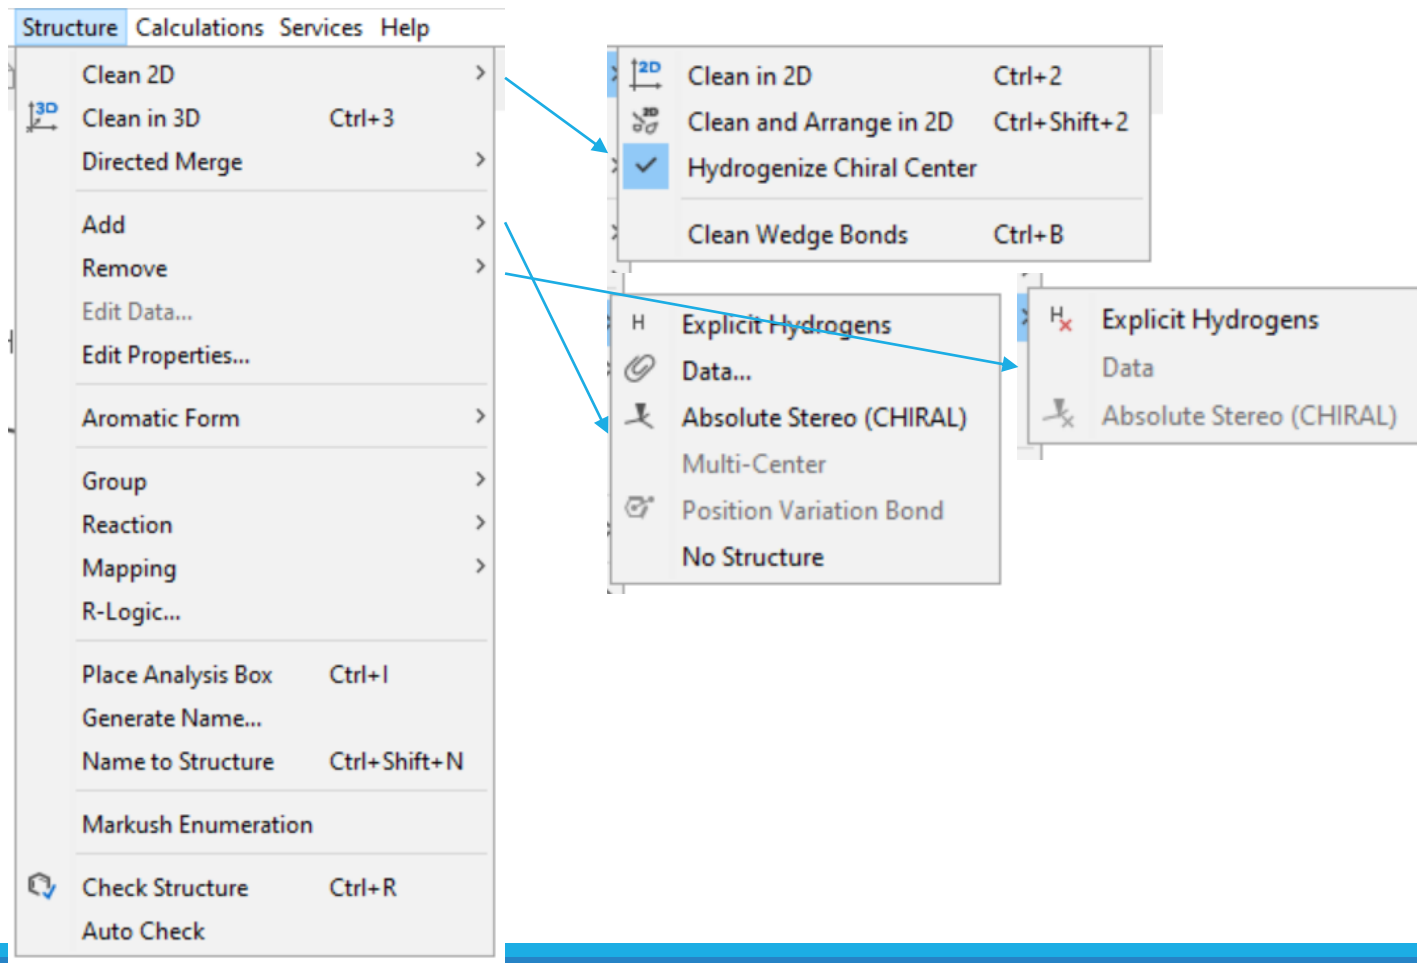 Structure Calculations Services Help
Clean 2D
Clean in 3D Ctrl+3
Directed Merge
Add
Remove
Edit Data...
Edit Properties...
Aromatic Form
Group
Reaction
Mapping
R-Logic...
Place Analysis Box Ctrl+I
Generate Name...
Name to Structure Ctrl+Shift+N
Markush Enumeration
Check Structure Ctrl+R
Auto Check
Clean in 2D Ctrl+2
Clean and Arrange in 2D Ctrl+Shift+2
Hydrogenize Chiral Center
Clean Wedge Bonds Ctrl+B
H Explicit Hydrogens
Data...
Absolute Stereo (CHIRAL)
Multi-Center
Position Variation Bond
No Structure
H Explicit Hydrogens
Data
Absolute Stereo (CHIRAL)